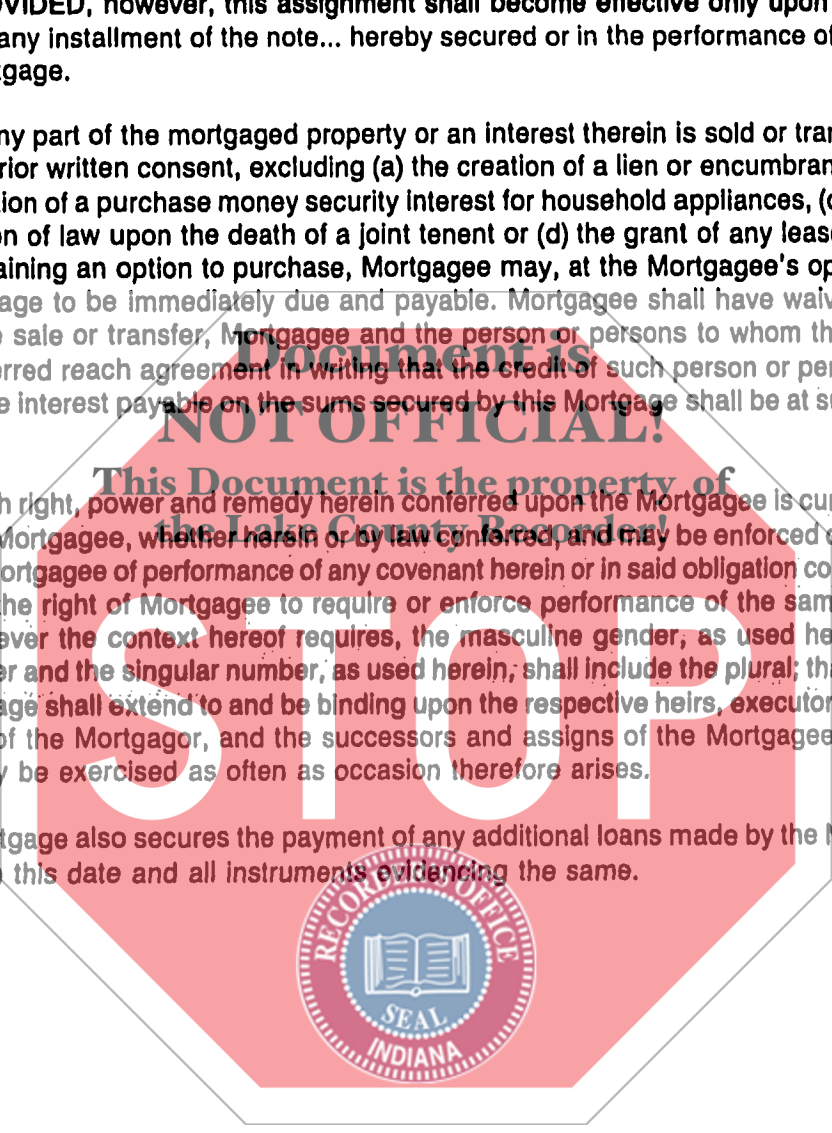 OVIDED, however, this assignment shall become effective only upon
any installment of the note... hereby secured or in the performance of
tgage.
ny part of the mortgaged property or an interest therein is sold or tran
rior written consent, excluding (a) the creation of a lien or encumbran
tion of a purchase money security interest for household appliances, (c
on of law upon the death of a joint tenent or (d) the grant of any lease
aining an option to purchase, Mortgagee may, at the Mortgagee's op
age to be immediately due and payable. Mortgagee shall have waiv
e sale or transfer, Mortgagee and the person or persons to whom th
erred reach agreement in writing that the credit of such person or per
e interest payable on the sums secured by this Mortgage shall be at s
Document is
NOT OFFICIAL!
This Document is the property of
the Lake County Recorder!
h right, power and remedy herein conferred upon the Mortgagee is cu
Mortgagee, whether herein or by law conferred, and may be enforced c
ortgagee of performance of any covenant herein or in said obligation co
he right of Mortgagee to require or enforce performance of the sam
ever the context hereof requires, the masculine gender, as used he
er and the singular number, as used herein, shall include the plural; th
age shall extend to and be binding upon the respective heirs, executor
of the Mortgagor, and the successors and assigns of the Mortgagee
y be exercised as often as occasion therefore arises.
STOP
tgage also secures the payment of any additional loans made by the M
this date and all instruments evidencing the same.
RECORDER'S OFFICE
SEAL
INDIANA